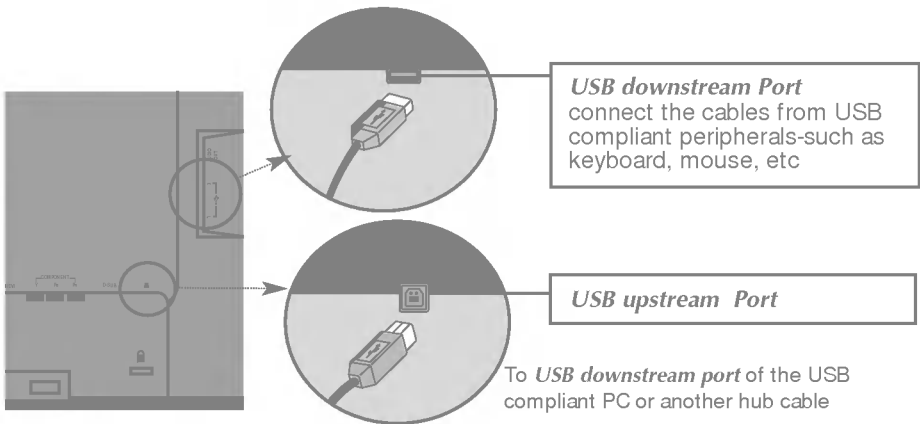 USB downstream Port
connect the cables from USB
compliant peripherals-such as
keyboard, mouse, etc
USB upstream Port
To USB downstream port of the USB
compliant PC or another hub cable